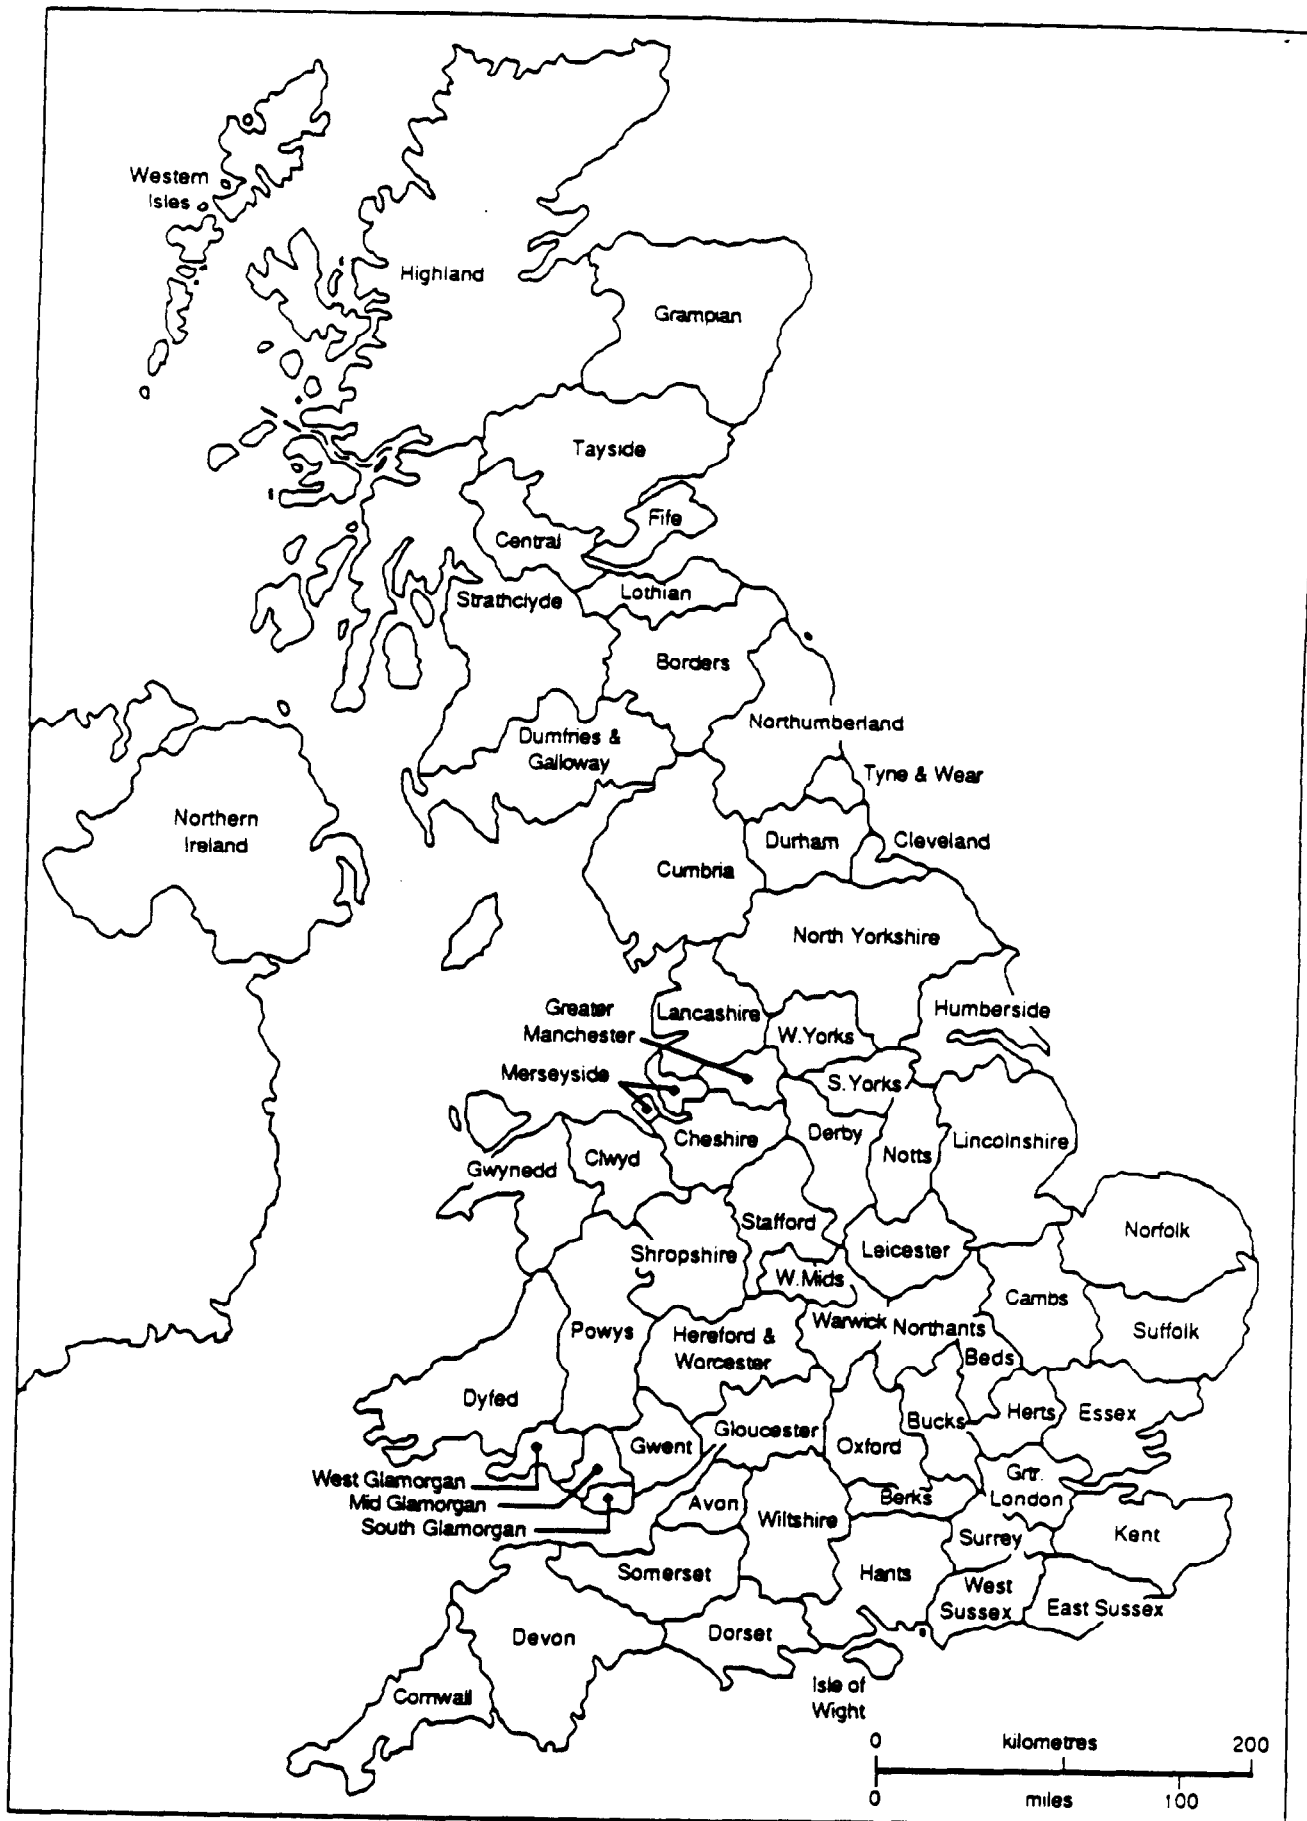 Western
Isles
Highland
Grampian
Tayside
Fife
Central
Strathclyde
Lothian
Borders
Northumberland
Dumfries &
Galloway
Tyne & Wear
Northern
Ireland
Durham
Cleveland
Cumbria
North Yorkshire
Greater
Manchester
Lancashire
Humberside
W.Yorks
Merseyside
S.Yorks
Cheshire
Derby
Notts
Lincolnshire
Gwynedd
Clwyd
Stafford
Norfolk
Shropshire
Leicester
W.Mids
Cambs
Powys
Hereford &
Worcester
Warwick
Northants
Suffolk
Beds
Dyfed
Gwent
Gloucester
Oxford
Bucks
Herts
Essex
West Glamorgan
Mid Glamorgan
South Glamorgan
Avon
Wiltshire
Berks
Grtr.
London
Surrey
Kent
Somerset
Hants
West
Sussex
East Sussex
Devon
Dorset
Cornwall
Isle of
Wight
0 kilometres 200
0 miles 100